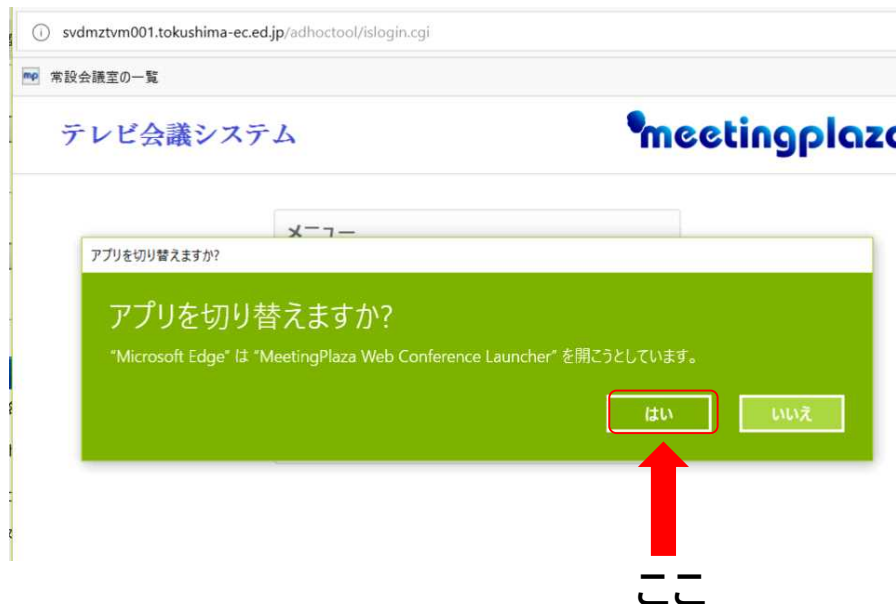 svdmztvm001.tokushima-ec.ed.jp/adhoctool/islogin.cgi
mp 常設会議室の一覧
テレビ会議システム
meetingplaza
メニュー
アプリを切り替えますか?
アプリを切り替えますか?
"Microsoft Edge" は "MeetingPlaza Web Conference Launcher" を開こうとしています。
はい いいえ
ここ